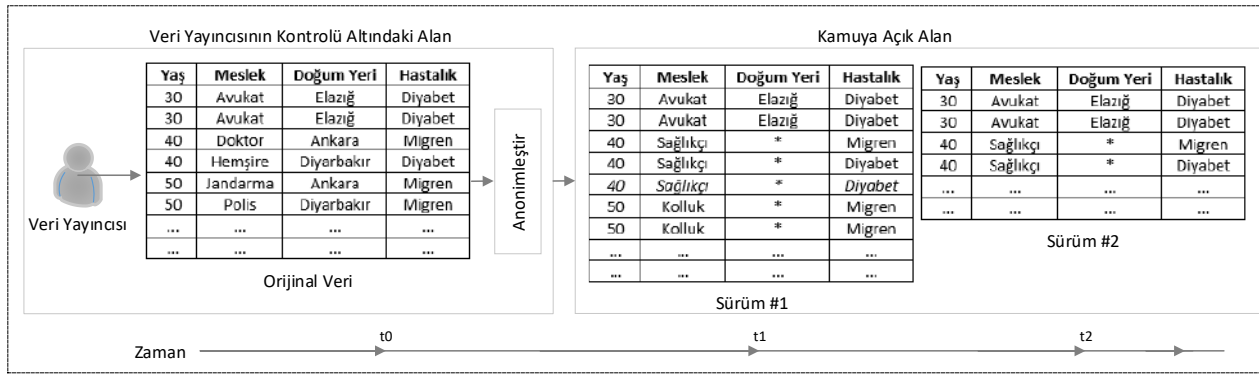 Veri Yayıncısının Kontrolü Altındaki Alan
Kamuya Açık Alan
Veri Yayıncısı
Yaş Meslek Doğum Yeri Hastalık
30 Avukat Elazığ Diyabet
30 Avukat Elazığ Diyabet
40 Doktor Ankara Migren
40 Hemşire Diyarbakır Diyabet
50 Jandarma Ankara Migren
50 Polis Diyarbakır Migren
... ... ... ...
... ... ... ...
Orijinal Veri
Anonimleştir
Yaş Meslek Doğum Yeri Hastalık
30 Avukat Elazığ Diyabet
30 Avukat Elazığ Diyabet
40 Sağlıkçı * Migren
40 Sağlıkçı * Diyabet
40 Sağlıkçı * Diyabet
50 Kolluk * Migren
50 Kolluk * Migren
... ... ... ...
... ... ... ...
Sürüm #1
Yaş Meslek Doğum Yeri Hastalık
30 Avukat Elazığ Diyabet
30 Avukat Elazığ Diyabet
40 Sağlıkçı * Migren
40 Sağlıkçı * Diyabet
... ... ... ...
... ... ... ...
Sürüm #2
Zaman
t0
t1
t2